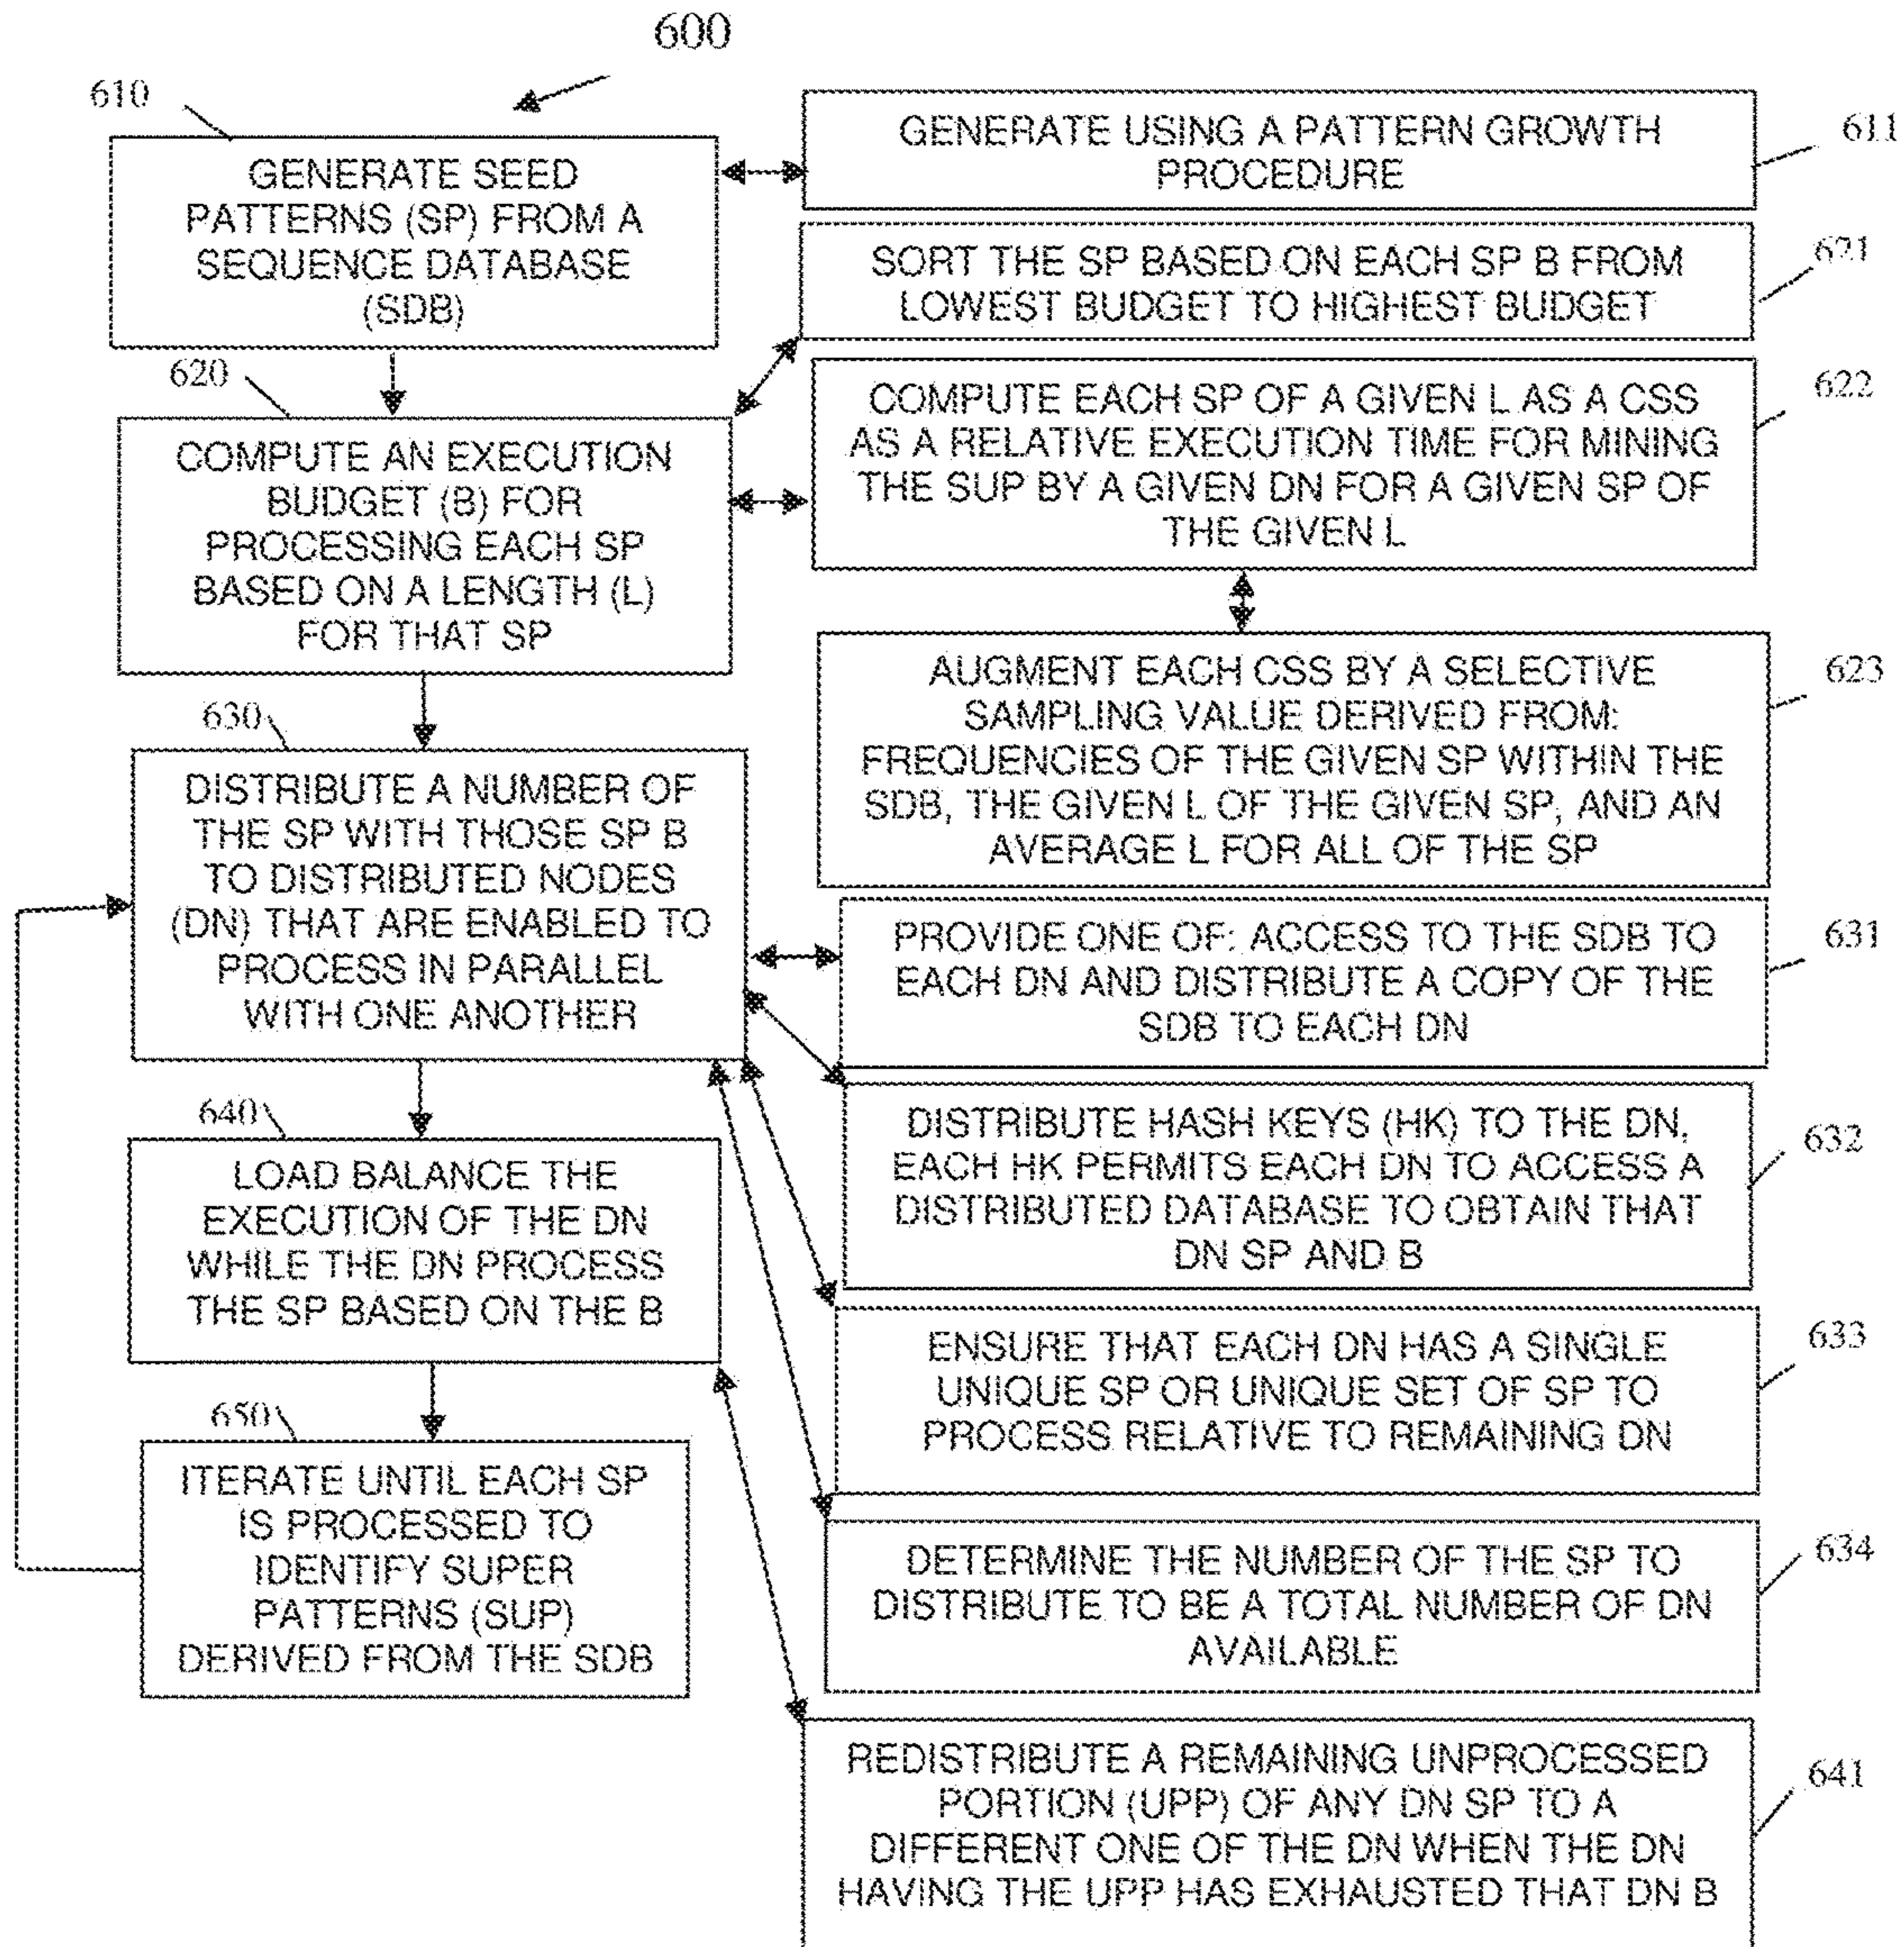 600
610
GENERATE SEED
PATTERNS (SP) FROM A
SEQUENCE DATABASE
(SDB)
GENERATE USING A PATTERN GROWTH
PROCEDURE
611
SORT THE SP BASED ON EACH SP B FROM
LOWEST BUDGET TO HIGHEST BUDGET
621
620
COMPUTE AN EXECUTION
BUDGET (B) FOR
PROCESSING EACH SP
BASED ON A LENGTH (L)
FOR THAT SP
COMPUTE EACH SP OF A GIVEN L AS A CSS
AS A RELATIVE EXECUTION TIME FOR MINING
THE SUP BY A GIVEN DN FOR A GIVEN SP OF
THE GIVEN L
622
AUGMENT EACH CSS BY A SELECTIVE
SAMPLING VALUE DERIVED FROM:
FREQUENCIES OF THE GIVEN SP WITHIN THE
SDB, THE GIVEN L OF THE GIVEN SP, AND AN
AVERAGE L FOR ALL OF THE SP
623
630
DISTRIBUTE A NUMBER OF
THE SP WITH THOSE SP B
TO DISTRIBUTED NODES
(DN) THAT ARE ENABLED TO
PROCESS IN PARALLEL
WITH ONE ANOTHER
PROVIDE ONE OF: ACCESS TO THE SDB TO
EACH DN AND DISTRIBUTE A COPY OF THE
SDB TO EACH DN
631
DISTRIBUTE HASH KEYS (HK) TO THE DN,
EACH HK PERMITS EACH DN TO ACCESS A
DISTRIBUTED DATABASE TO OBTAIN THAT
DN SP AND B
632
640
LOAD BALANCE THE
EXECUTION OF THE DN
WHILE THE DN PROCESS
THE SP BASED ON THE B
ENSURE THAT EACH DN HAS A SINGLE
UNIQUE SP OR UNIQUE SET OF SP TO
PROCESS RELATIVE TO REMAINING DN
633
650
ITERATE UNTIL EACH SP
IS PROCESSED TO
IDENTIFY SUPER
PATTERNS (SUP)
DERIVED FROM THE SDB
DETERMINE THE NUMBER OF THE SP TO
DISTRIBUTE TO BE A TOTAL NUMBER OF DN
AVAILABLE
634
REDISTRIBUTE A REMAINING UNPROCESSED
PORTION (UPP) OF ANY DN SP TO A
DIFFERENT ONE OF THE DN WHEN THE DN
HAVING THE UPP HAS EXHAUSTED THAT DN B
641